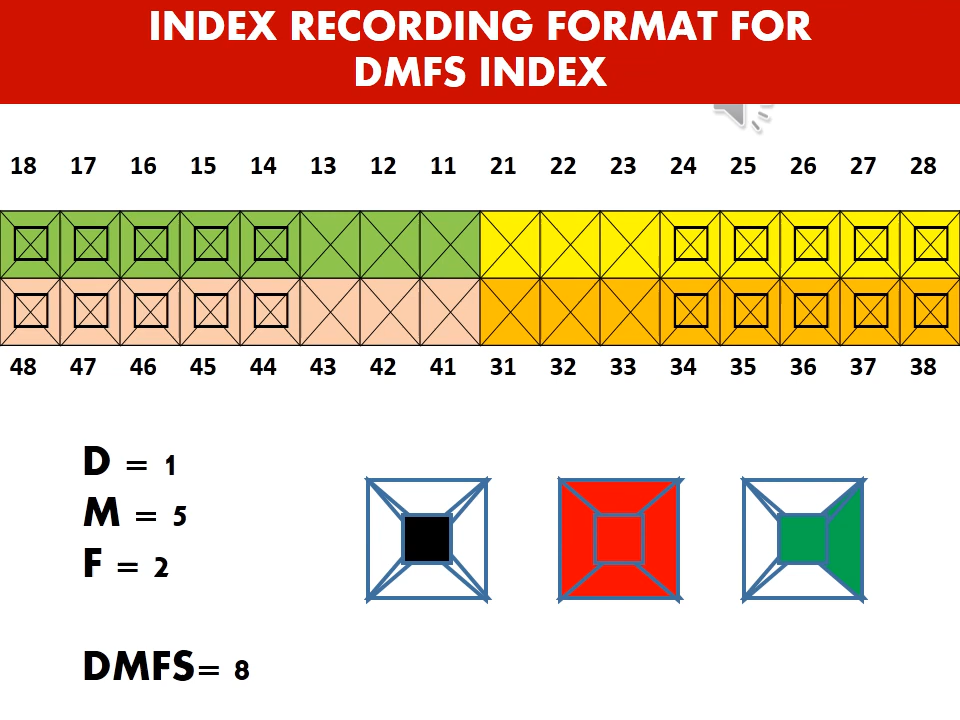 INDEX RECORDING FORMAT FOR
DMFS INDEX
18 17 16 15 14 13 12 11 21 22 23 24 25 26 27 28
48 47 46 45 44 43 42 41 31 32 33 34 35 36 37 38
D = 1
M = 5
F = 2
DMFS= 8